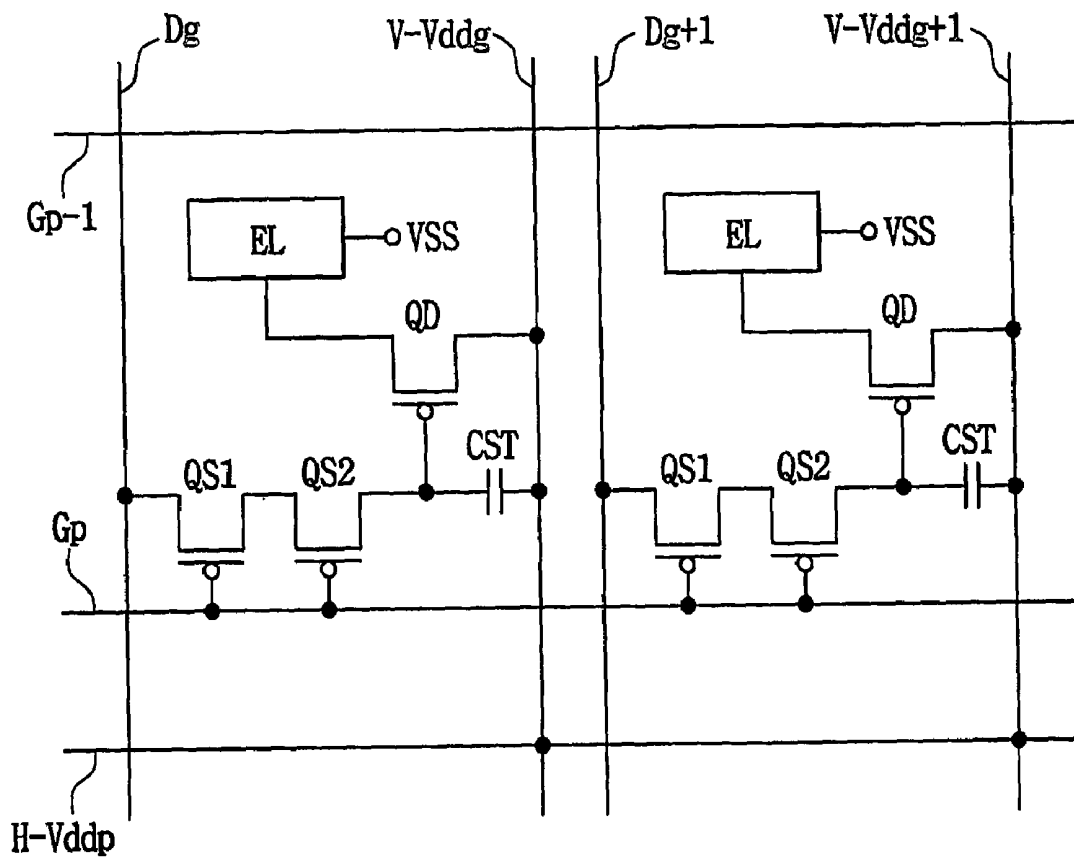 Dg V-Vddg Dg+1 V-Vddg+1
Gp-1
EL VSS EL VSS
QD QD
CST CST
QS1 QS2 QS1 QS2
Gp
H-Vddp